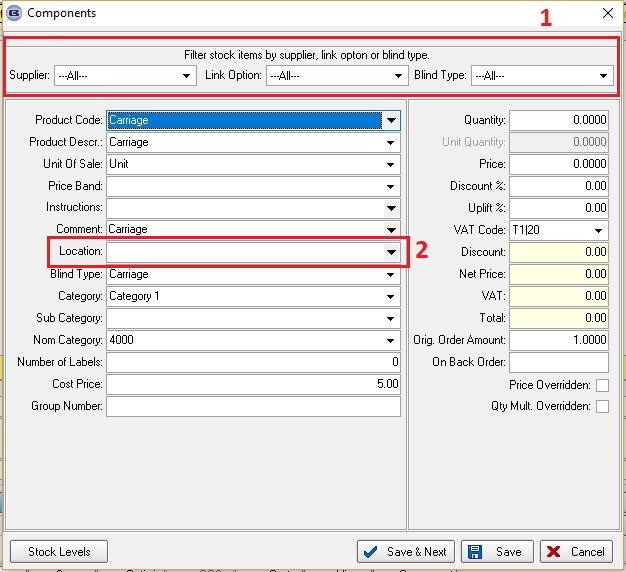 Components
1
Filter stock items by supplier, link opton or blind type.
Supplier: ---All--- Link Option: ---All--- Blind Type: ---All---
Product Code: Carriage
Product Descr.: Carriage
Unit Of Sale: Unit
Price Band:
Instructions:
Comment: Carriage
Location: 2
Blind Type: Carriage
Category: Category 1
Sub Category:
Nom Category: 4000
Number of Labels: 0
Cost Price: 5.00
Group Number:
Quantity: 0.0000
Unit Quantity: 0.0000
Price: 0.0000
Discount %: 0.00
Uplift %: 0.00
VAT Code: T1|20
Discount: 0.00
Net Price: 0.00
VAT: 0.00
Total: 0.00
Orig. Order Amount: 1.0000
On Back Order:
Price Overridden:
Qty Mult. Overridden:
Stock Levels Save & Next Save Cancel